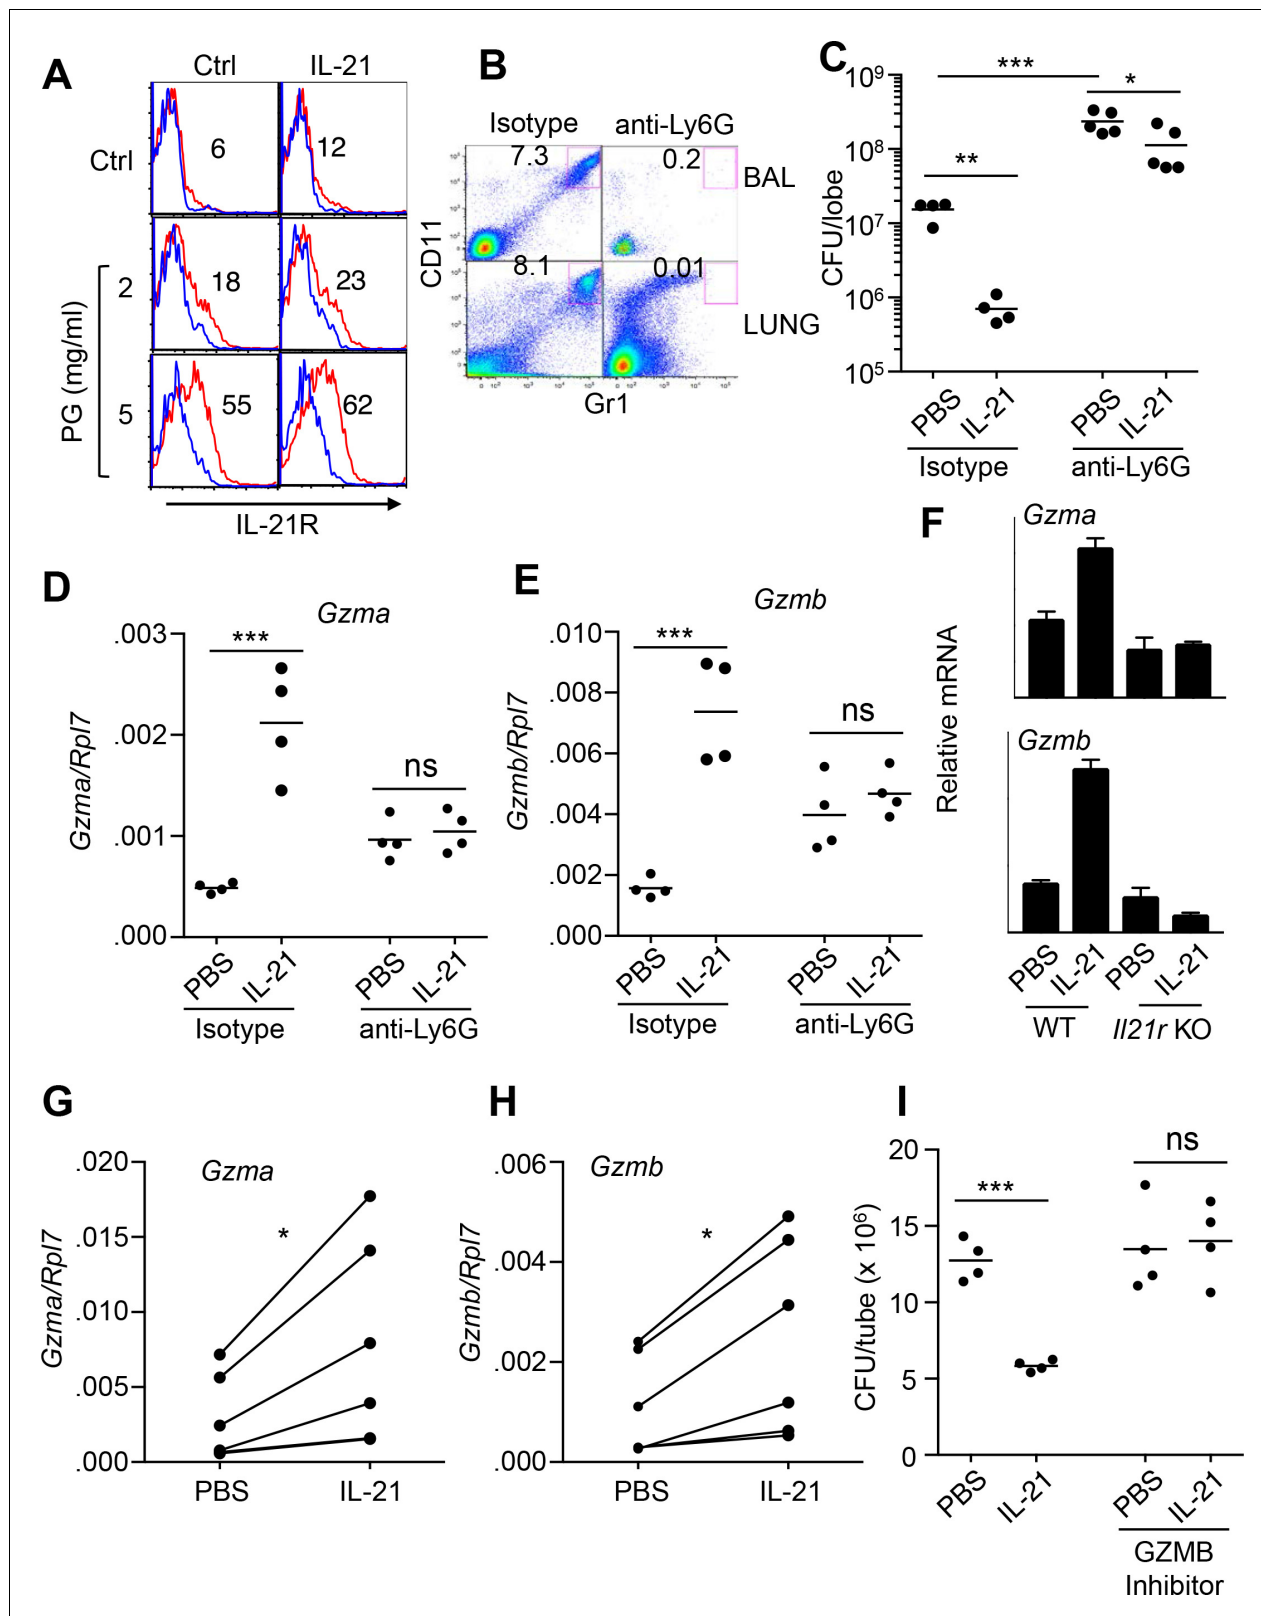 A
Ctrl IL-21
Ctrl
6 12
PG (mg/ml)
2
18 23
5
55 62
IL-21R
B
Isotype anti-Ly6G
7.3 0.2
BAL
CD11
8.1 0.01
LUNG
Gr1
C
CFU/lobe
10⁹
10⁸
10⁷
10⁶
10⁵
***
*
**
PBS IL-21 PBS IL-21
Isotype anti-Ly6G
D
Gzma
Gzma/Rpl7
.003
.002
.001
.000
***
ns
PBS IL-21 PBS IL-21
Isotype anti-Ly6G
E
Gzmb
Gzmb/Rpl7
.010
.008
.006
.004
.002
.000
***
ns
PBS IL-21 PBS IL-21
Isotype anti-Ly6G
F
Gzma
Relative mRNA
Gzmb
PBS IL-21 PBS IL-21
WT Il21r KO
G
Gzma
Gzma/Rpl7
.020
.015
.010
.005
.000
*
PBS IL-21
H
Gzmb
Gzmb/Rpl7
.006
.004
.002
.000
*
PBS IL-21
I
CFU/tube (x 10⁶)
20
15
10
5
0
***
ns
PBS IL-21 PBS IL-21
GZMB
Inhibitor